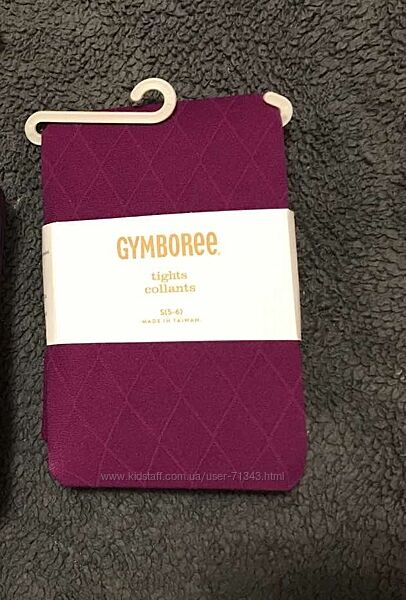 GYMBOREE
tights
collants
S(5-6)
MADE IN TAIWAN.
www.kidstaff.com.ua/user-71343.html